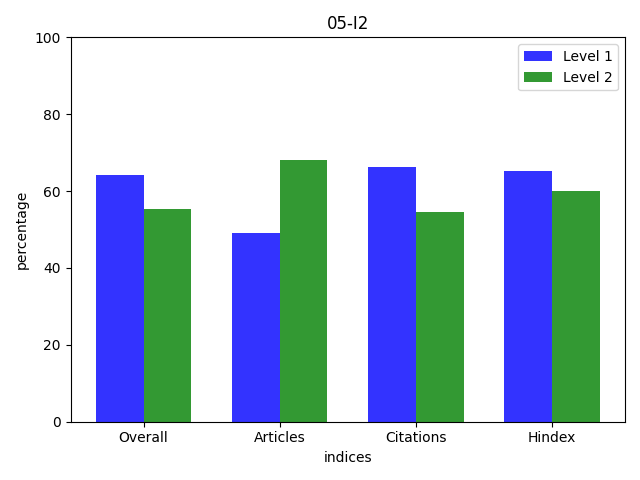 05-I2
100
80
60
40
20
0
percentage
Level 1
Level 2
Overall
Articles
Citations
Hindex
indices